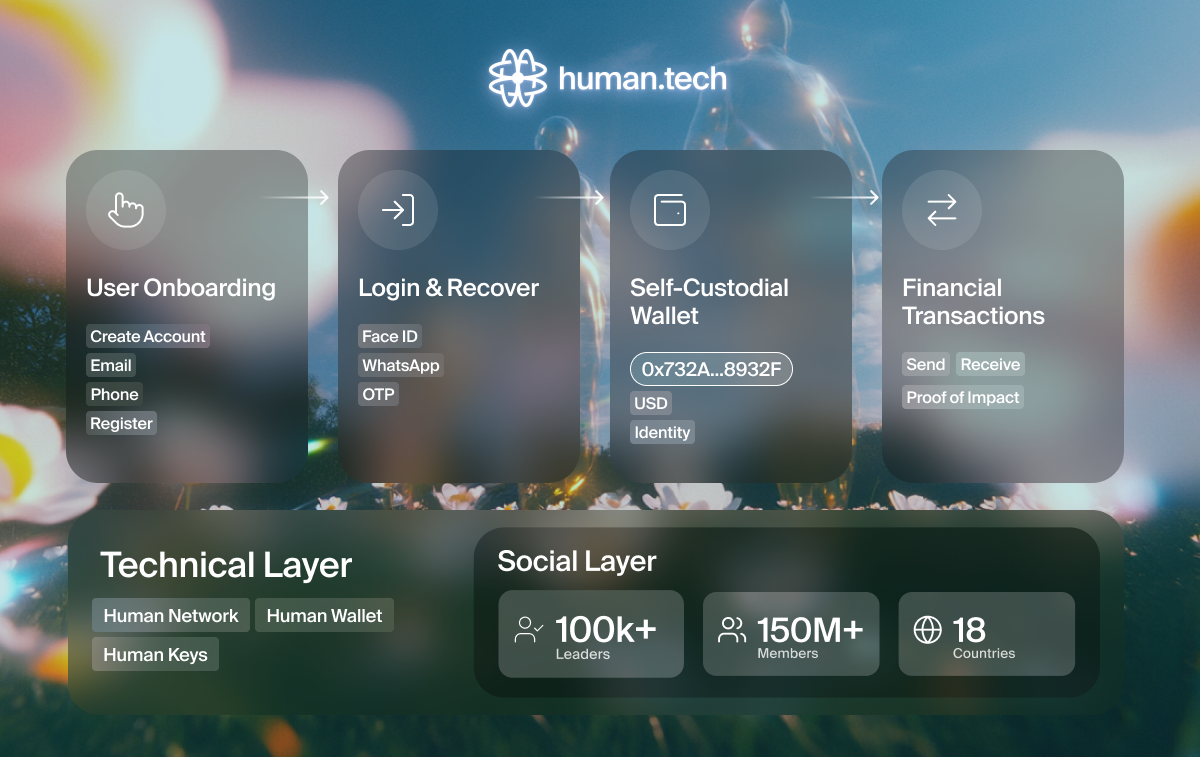 human.tech
User Onboarding
Create Account
Email
Phone
Register
Login & Recover
Face ID
WhatsApp
OTP
Self-Custodial
Wallet
0x732A...8932F
USD
Identity
Financial
Transactions
Send Receive
Proof of Impact
Technical Layer
Human Network Human Wallet
Human Keys
Social Layer
100k+
Leaders
150M+
Members
18
Countries